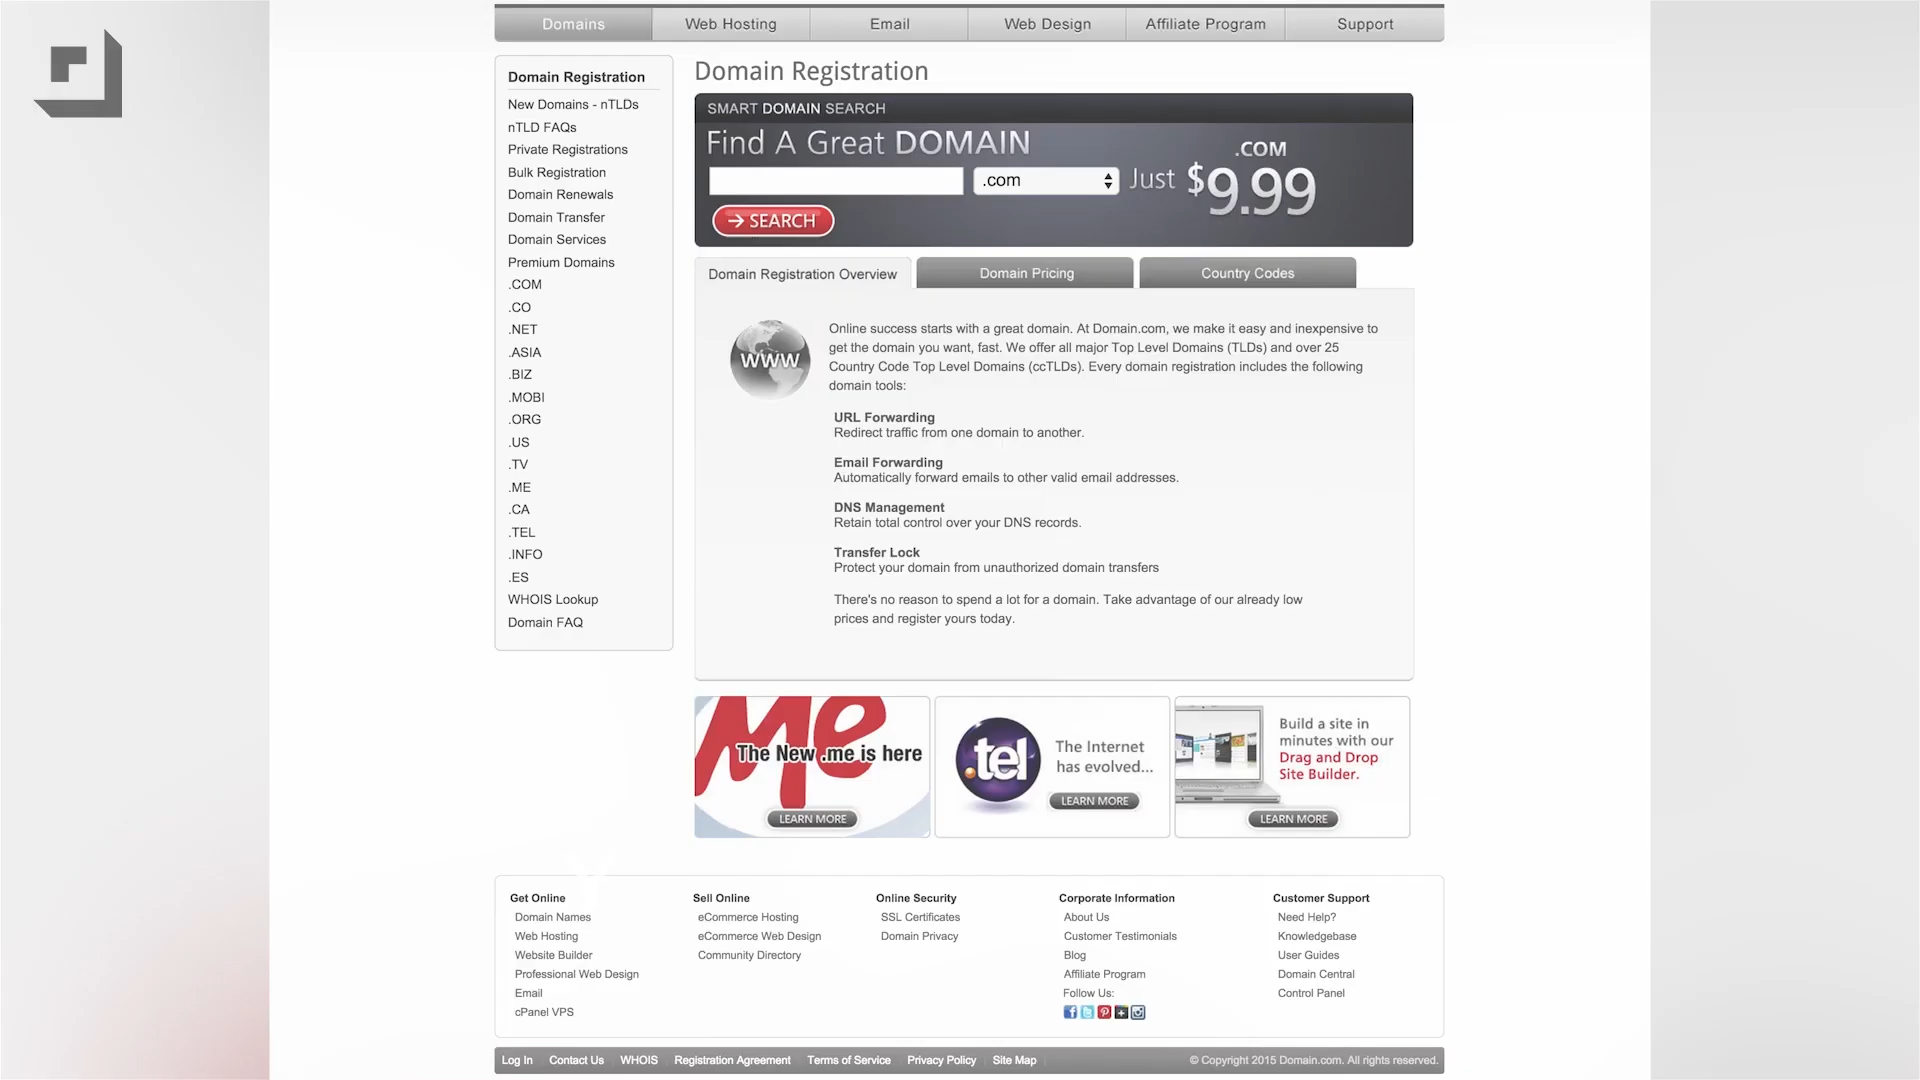 Domains
Web Hosting
Email
Web Design
Affiliate Program
Support
Domain Registration
New Domains - nTLDs
nTLD FAQs
Private Registrations
Bulk Registration
Domain Renewals
Domain Transfer
Domain Services
Premium Domains
.COM
.CO
.NET
.ASIA
.BIZ
.MOBI
.ORG
.US
.TV
.ME
.CA
.TEL
.INFO
.ES
WHOIS Lookup
Domain FAQ
Domain Registration
SMART DOMAIN SEARCH
Find A Great DOMAIN
.com
Just
.COM
$9.99
SEARCH
Domain Registration Overview
Domain Pricing
Country Codes
WWW
Online success starts with a great domain. At Domain.com, we make it easy and inexpensive to
get the domain you want, fast. We offer all major Top Level Domains (TLDs) and over 25
Country Code Top Level Domains (ccTLDs). Every domain registration includes the following
domain tools:
URL Forwarding
Redirect traffic from one domain to another.
Email Forwarding
Automatically forward emails to other valid email addresses.
DNS Management
Retain total control over your DNS records.
Transfer Lock
Protect your domain from unauthorized domain transfers
There's no reason to spend a lot for a domain. Take advantage of our already low
prices and register yours today.
Me
The New .me is here
LEARN MORE
.tel
The Internet
has evolved...
LEARN MORE
Build a site in
minutes with our
Drag and Drop
Site Builder.
LEARN MORE
Get Online
Domain Names
Web Hosting
Website Builder
Professional Web Design
Email
cPanel VPS
Sell Online
eCommerce Hosting
eCommerce Web Design
Community Directory
Online Security
SSL Certificates
Domain Privacy
Corporate Information
About Us
Customer Testimonials
Blog
Affiliate Program
Follow Us:
Customer Support
Need Help?
Knowledgebase
User Guides
Domain Central
Control Panel
Log In
Contact Us
WHOIS
Registration Agreement
Terms of Service
Privacy Policy
Site Map
© Copyright 2015 Domain.com. All rights reserved.